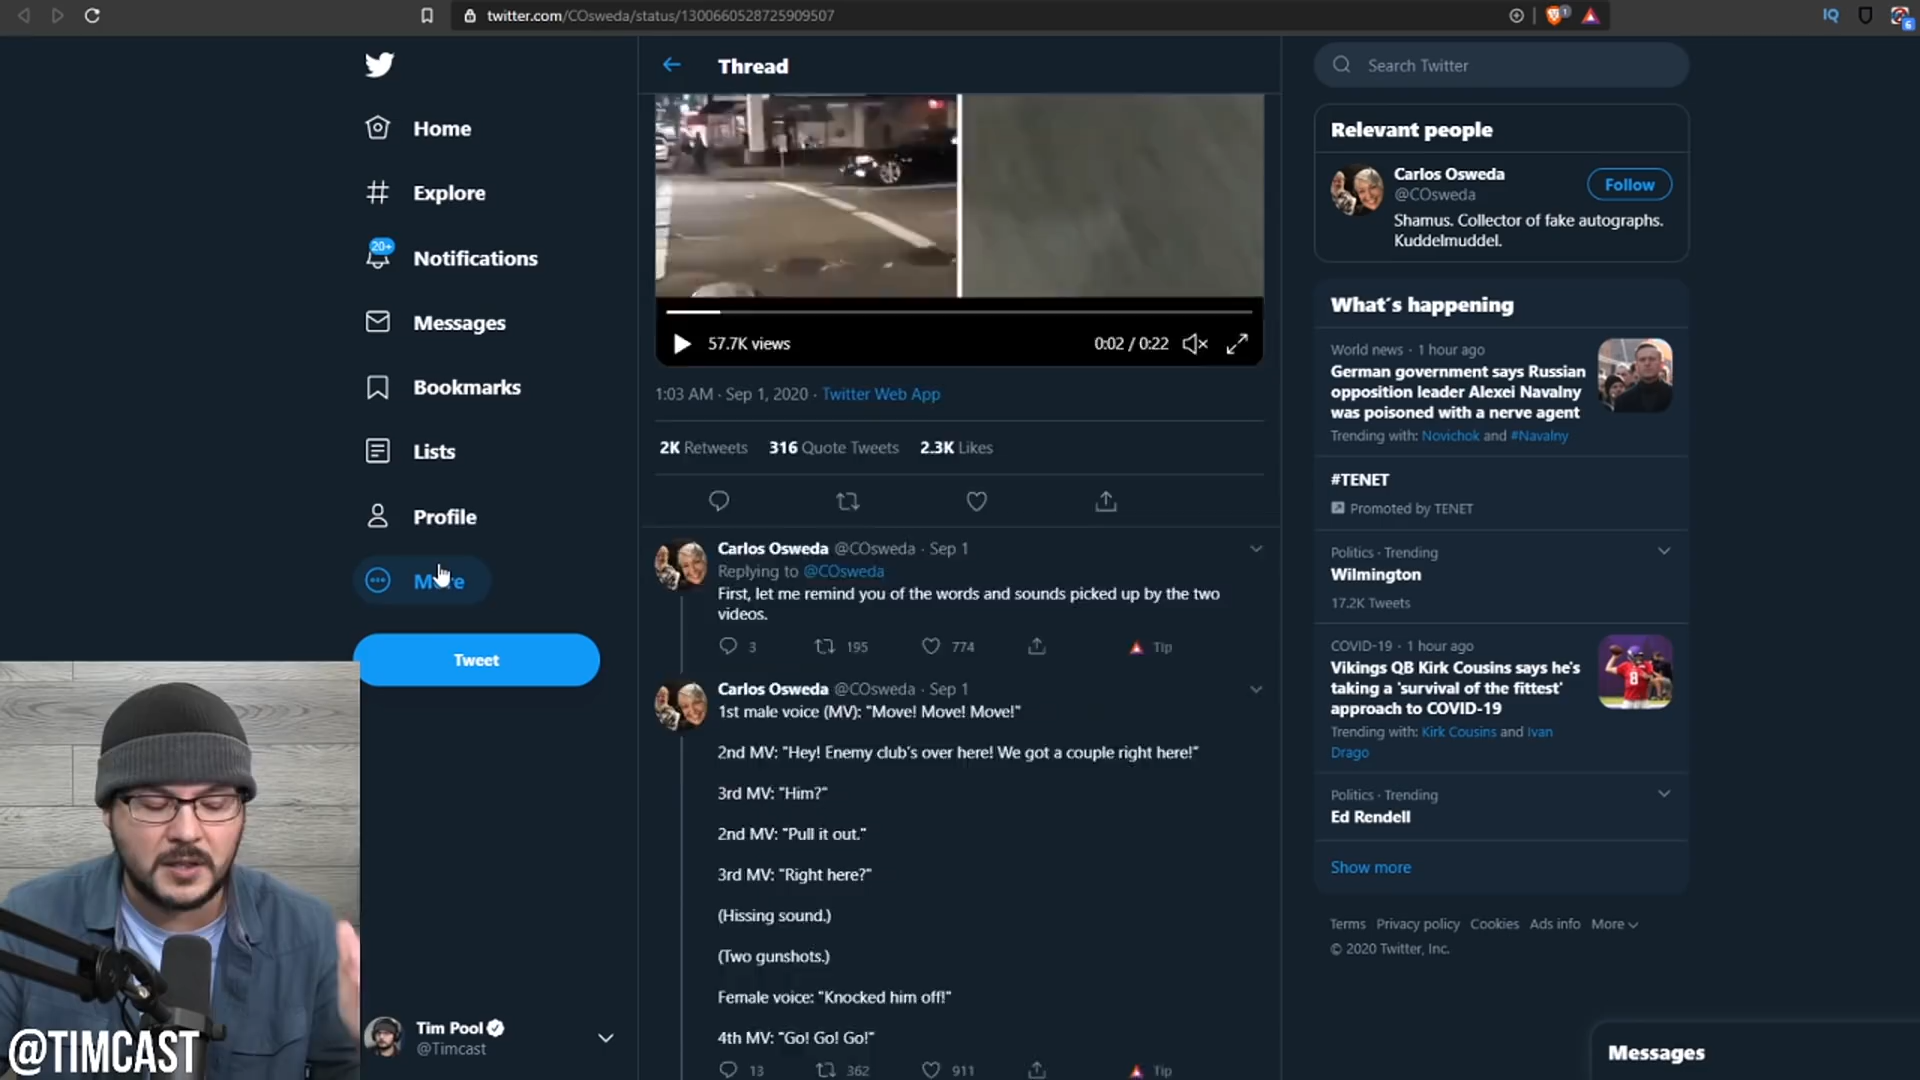 twitter.com/COsweda/status/1300660528725909507
1
IQ
6
Thread
Search Twitter
Home
Explore
20+
Notifications
Messages
Bookmarks
Lists
Profile
More
Tweet
Tim Pool
@Timcast
@TIMCAST
57.7K views
0:02 / 0:22
1:03 AM · Sep 1, 2020 · Twitter Web App
2K Retweets 316 Quote Tweets 2.3K Likes
Carlos Osweda @COsweda · Sep 1
Replying to @COsweda
First, let me remind you of the words and sounds picked up by the two
videos.
3 195 774 Tip
Carlos Osweda @COsweda · Sep 1
1st male voice (MV): "Move! Move! Move!"
2nd MV: "Hey! Enemy club's over here! We got a couple right here!"
3rd MV: "Him?"
2nd MV: "Pull it out."
3rd MV: "Right here?"
(Hissing sound.)
(Two gunshots.)
Female voice: "Knocked him off!"
4th MV: "Go! Go! Go!"
13 362 911 Tip
Relevant people
Carlos Osweda
@COsweda
Follow
Shamus. Collector of fake autographs.
Kuddelmuddel.
What's happening
World news · 1 hour ago
German government says Russian
opposition leader Alexei Navalny
was poisoned with a nerve agent
Trending with: Novichok and #Navalny
#TENET
Promoted by TENET
Politics · Trending
Wilmington
17.2K Tweets
COVID-19 · 1 hour ago
Vikings QB Kirk Cousins says he's
taking a 'survival of the fittest'
approach to COVID-19
Trending with: Kirk Cousins and Ivan
Drago
Politics · Trending
Ed Rendell
Show more
Terms Privacy policy Cookies Ads info More
© 2020 Twitter, Inc.
Messages